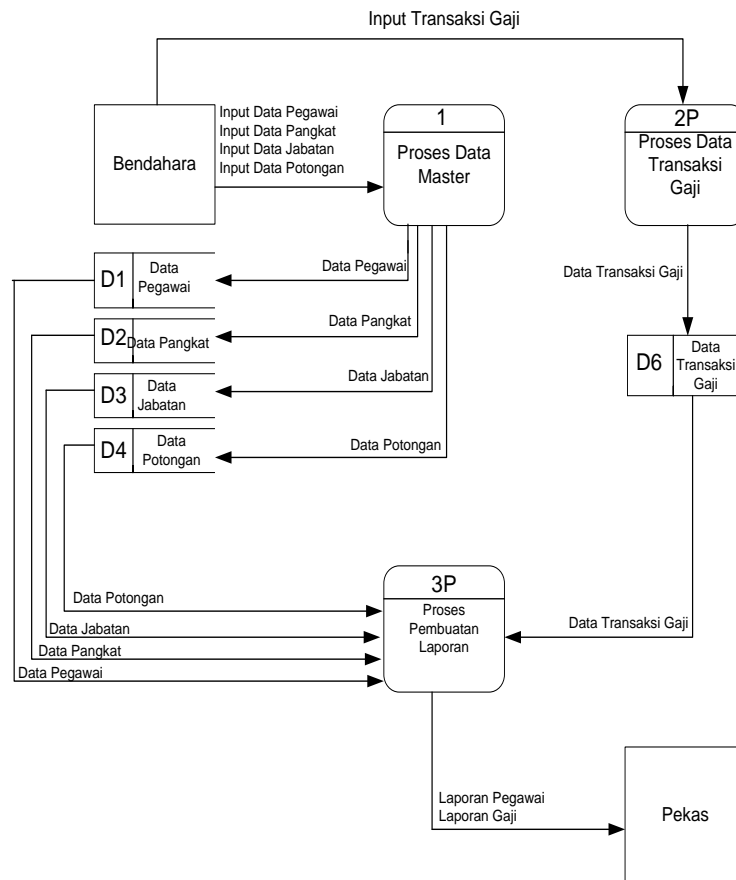 Input Transaksi Gaji
Bendahara
Input Data Pegawai
Input Data Pangkat
Input Data Jabatan
Input Data Potongan
1
Proses Data
Master
2P
Proses Data
Transaksi
Gaji
D1
Data
Pegawai
Data Pegawai
D2
Data Pangkat
Data Pangkat
D3
Data
Jabatan
Data Jabatan
D4
Data
Potongan
Data Potongan
Data Transaksi Gaji
D6
Data
Transaksi
Gaji
Data Potongan
Data Jabatan
Data Pangkat
Data Pegawai
3P
Proses
Pembuatan
Laporan
Data Transaksi Gaji
Laporan Pegawai
Laporan Gaji
Pekas